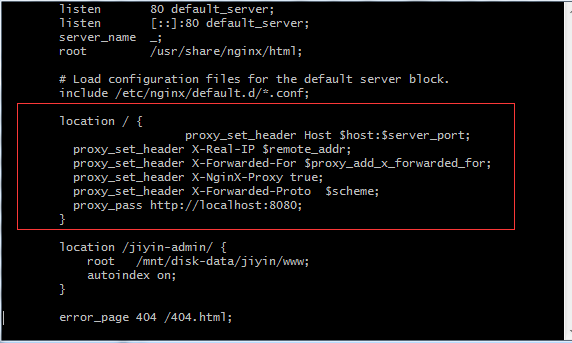 listen       80 default_server;
listen       [::]:80 default_server;
server_name  _;
root         /usr/share/nginx/html;
# Load configuration files for the default server block.
include /etc/nginx/default.d/*.conf;
location / {
proxy_set_header Host $host:$server_port;
proxy_set_header X-Real-IP $remote_addr;
proxy_set_header X-Forwarded-For $proxy_add_x_forwarded_for;
proxy_set_header X-NginX-Proxy true;
proxy_set_header X-Forwarded-Proto  $scheme;
proxy_pass http://localhost:8080;
}
location /jiyin-admin/ {
root   /mnt/disk-data/jiyin/www;
autoindex on;
}
error_page 404 /404.html;